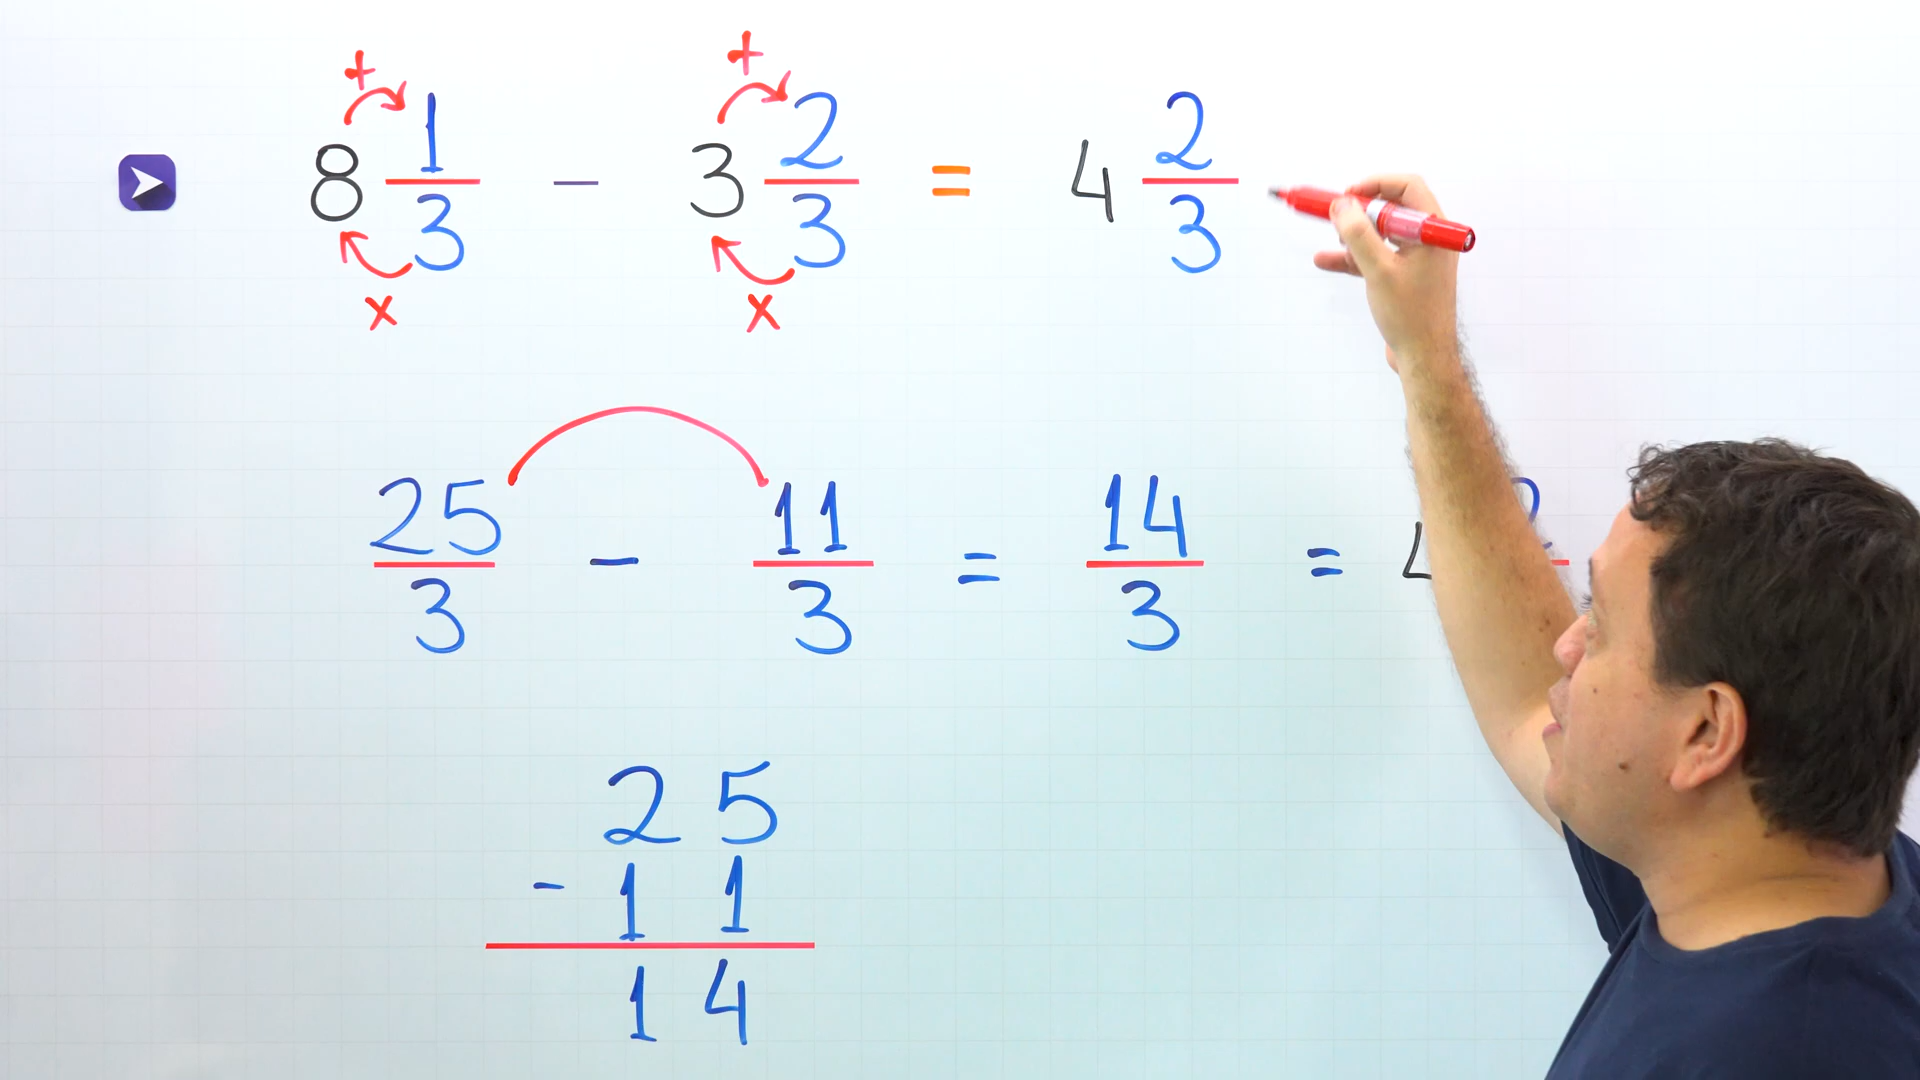 + +
8 1/3 - 3 2/3 = 4 2/3
x x
25/3 - 11/3 = 14/3 =
25
- 11
14